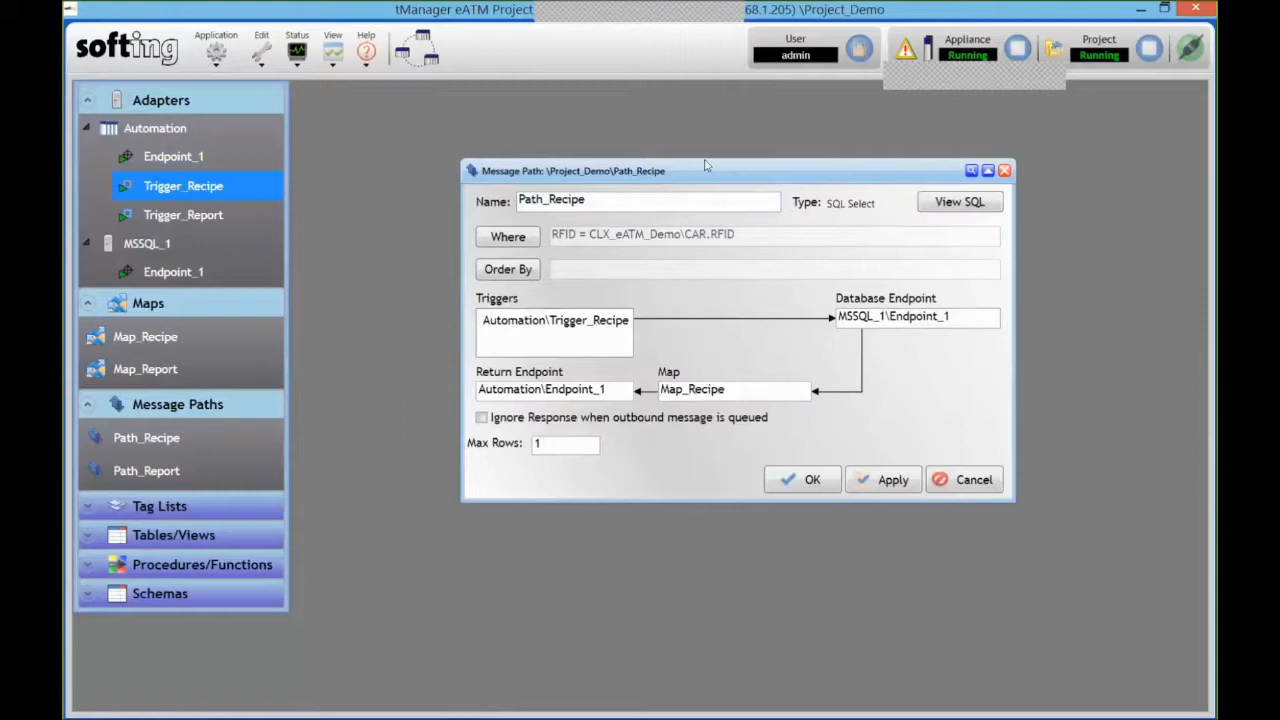 tManager eATM Project 68.1.205) \Project_Demo
softing
Application Edit Status View Help
User
admin
Appliance
Running
Project
Running
Adapters
Automation
Endpoint_1
Trigger_Recipe
Trigger_Report
MSSQL_1
Endpoint_1
Maps
Map_Recipe
Map_Report
Message Paths
Path_Recipe
Path_Report
Tag Lists
Tables/Views
Procedures/Functions
Schemas
Message Path: \Project_Demo\Path_Recipe
Name: Path_Recipe Type: SQL Select View SQL
Where RFID = CLX_eATM_Demo\CAR.RFID
Order By
Triggers Database Endpoint
Automation\Trigger_Recipe MSSQL_1\Endpoint_1
Return Endpoint Map
Automation\Endpoint_1 Map_Recipe
Ignore Response when outbound message is queued
Max Rows: 1
OK Apply Cancel